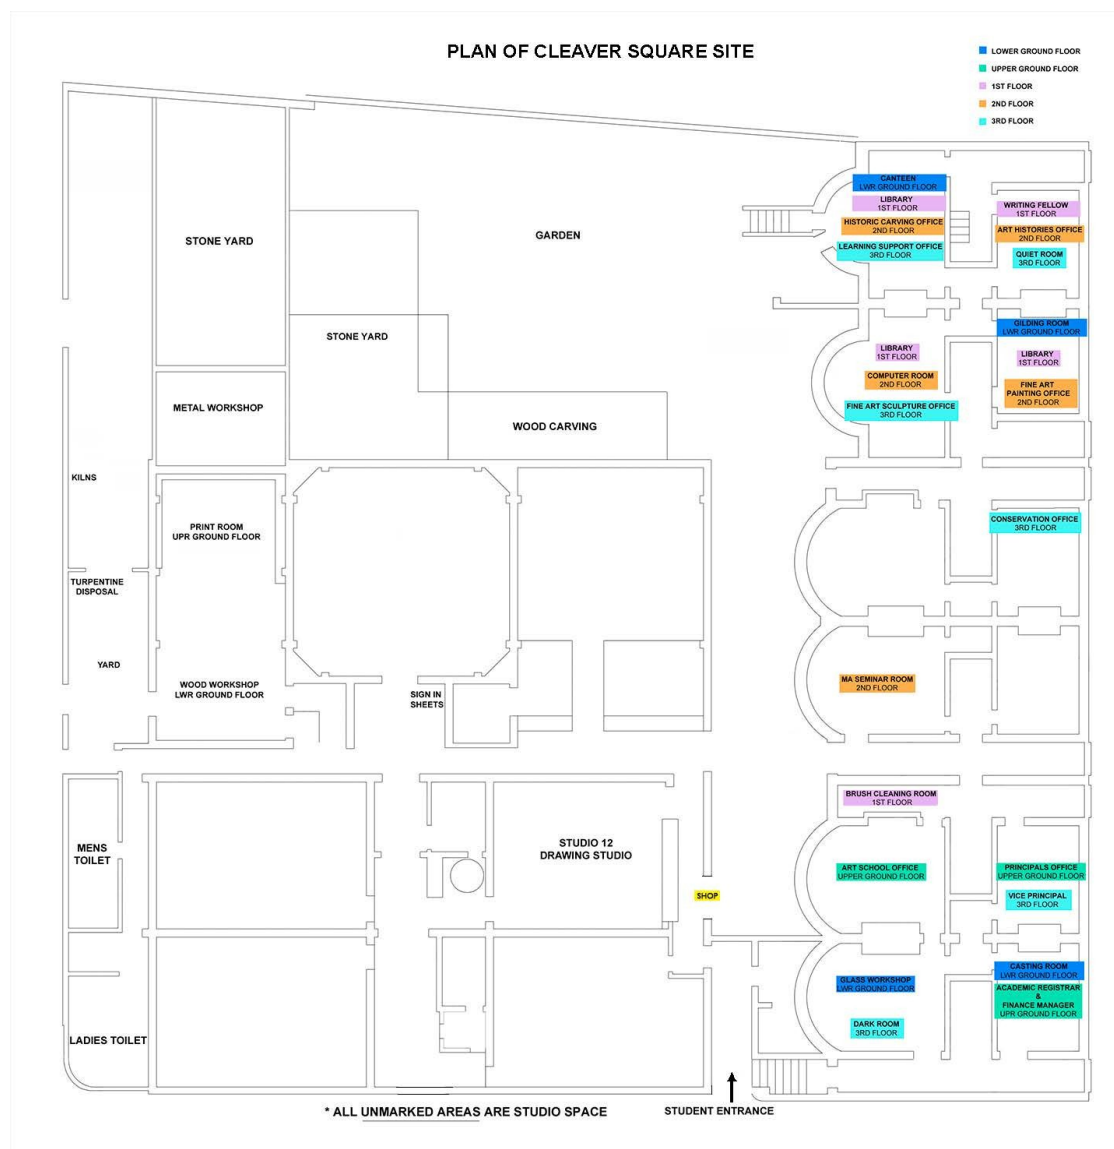 PLAN OF CLEAVER SQUARE SITE
LOWER GROUND FLOOR
UPPER GROUND FLOOR
1ST FLOOR
2ND FLOOR
3RD FLOOR
CANTEEN
LWR GROUND FLOOR
LIBRARY
1ST FLOOR
HISTORIC CARVING OFFICE
2ND FLOOR
LEARNING SUPPORT OFFICE
3RD FLOOR
WRITING FELLOW
1ST FLOOR
ART HISTORIES OFFICE
2ND FLOOR
QUIET ROOM
3RD FLOOR
STONE YARD
GARDEN
STONE YARD
GILDING ROOM
LWR GROUND FLOOR
LIBRARY
1ST FLOOR
COMPUTER ROOM
2ND FLOOR
FINE ART SCULPTURE OFFICE
3RD FLOOR
LIBRARY
1ST FLOOR
FINE ART
PAINTING OFFICE
2ND FLOOR
METAL WORKSHOP
WOOD CARVING
KILNS
PRINT ROOM
UPR GROUND FLOOR
CONSERVATION OFFICE
3RD FLOOR
TURPENTINE
DISPOSAL
YARD
WOOD WORKSHOP
LWR GROUND FLOOR
SIGN IN
SHEETS
MA SEMINAR ROOM
2ND FLOOR
BRUSH CLEANING ROOM
1ST FLOOR
MENS
TOILET
STUDIO 12
DRAWING STUDIO
SHOP
ART SCHOOL OFFICE
UPPER GROUND FLOOR
PRINCIPALS OFFICE
UPPER GROUND FLOOR
VICE PRINCIPAL
3RD FLOOR
GLASS WORKSHOP
LWR GROUND FLOOR
CASTING ROOM
LWR GROUND FLOOR
ACADEMIC REGISTRAR
&
FINANCE MANAGER
UPR GROUND FLOOR
DARK ROOM
3RD FLOOR
LADIES TOILET
* ALL UNMARKED AREAS ARE STUDIO SPACE
STUDENT ENTRANCE